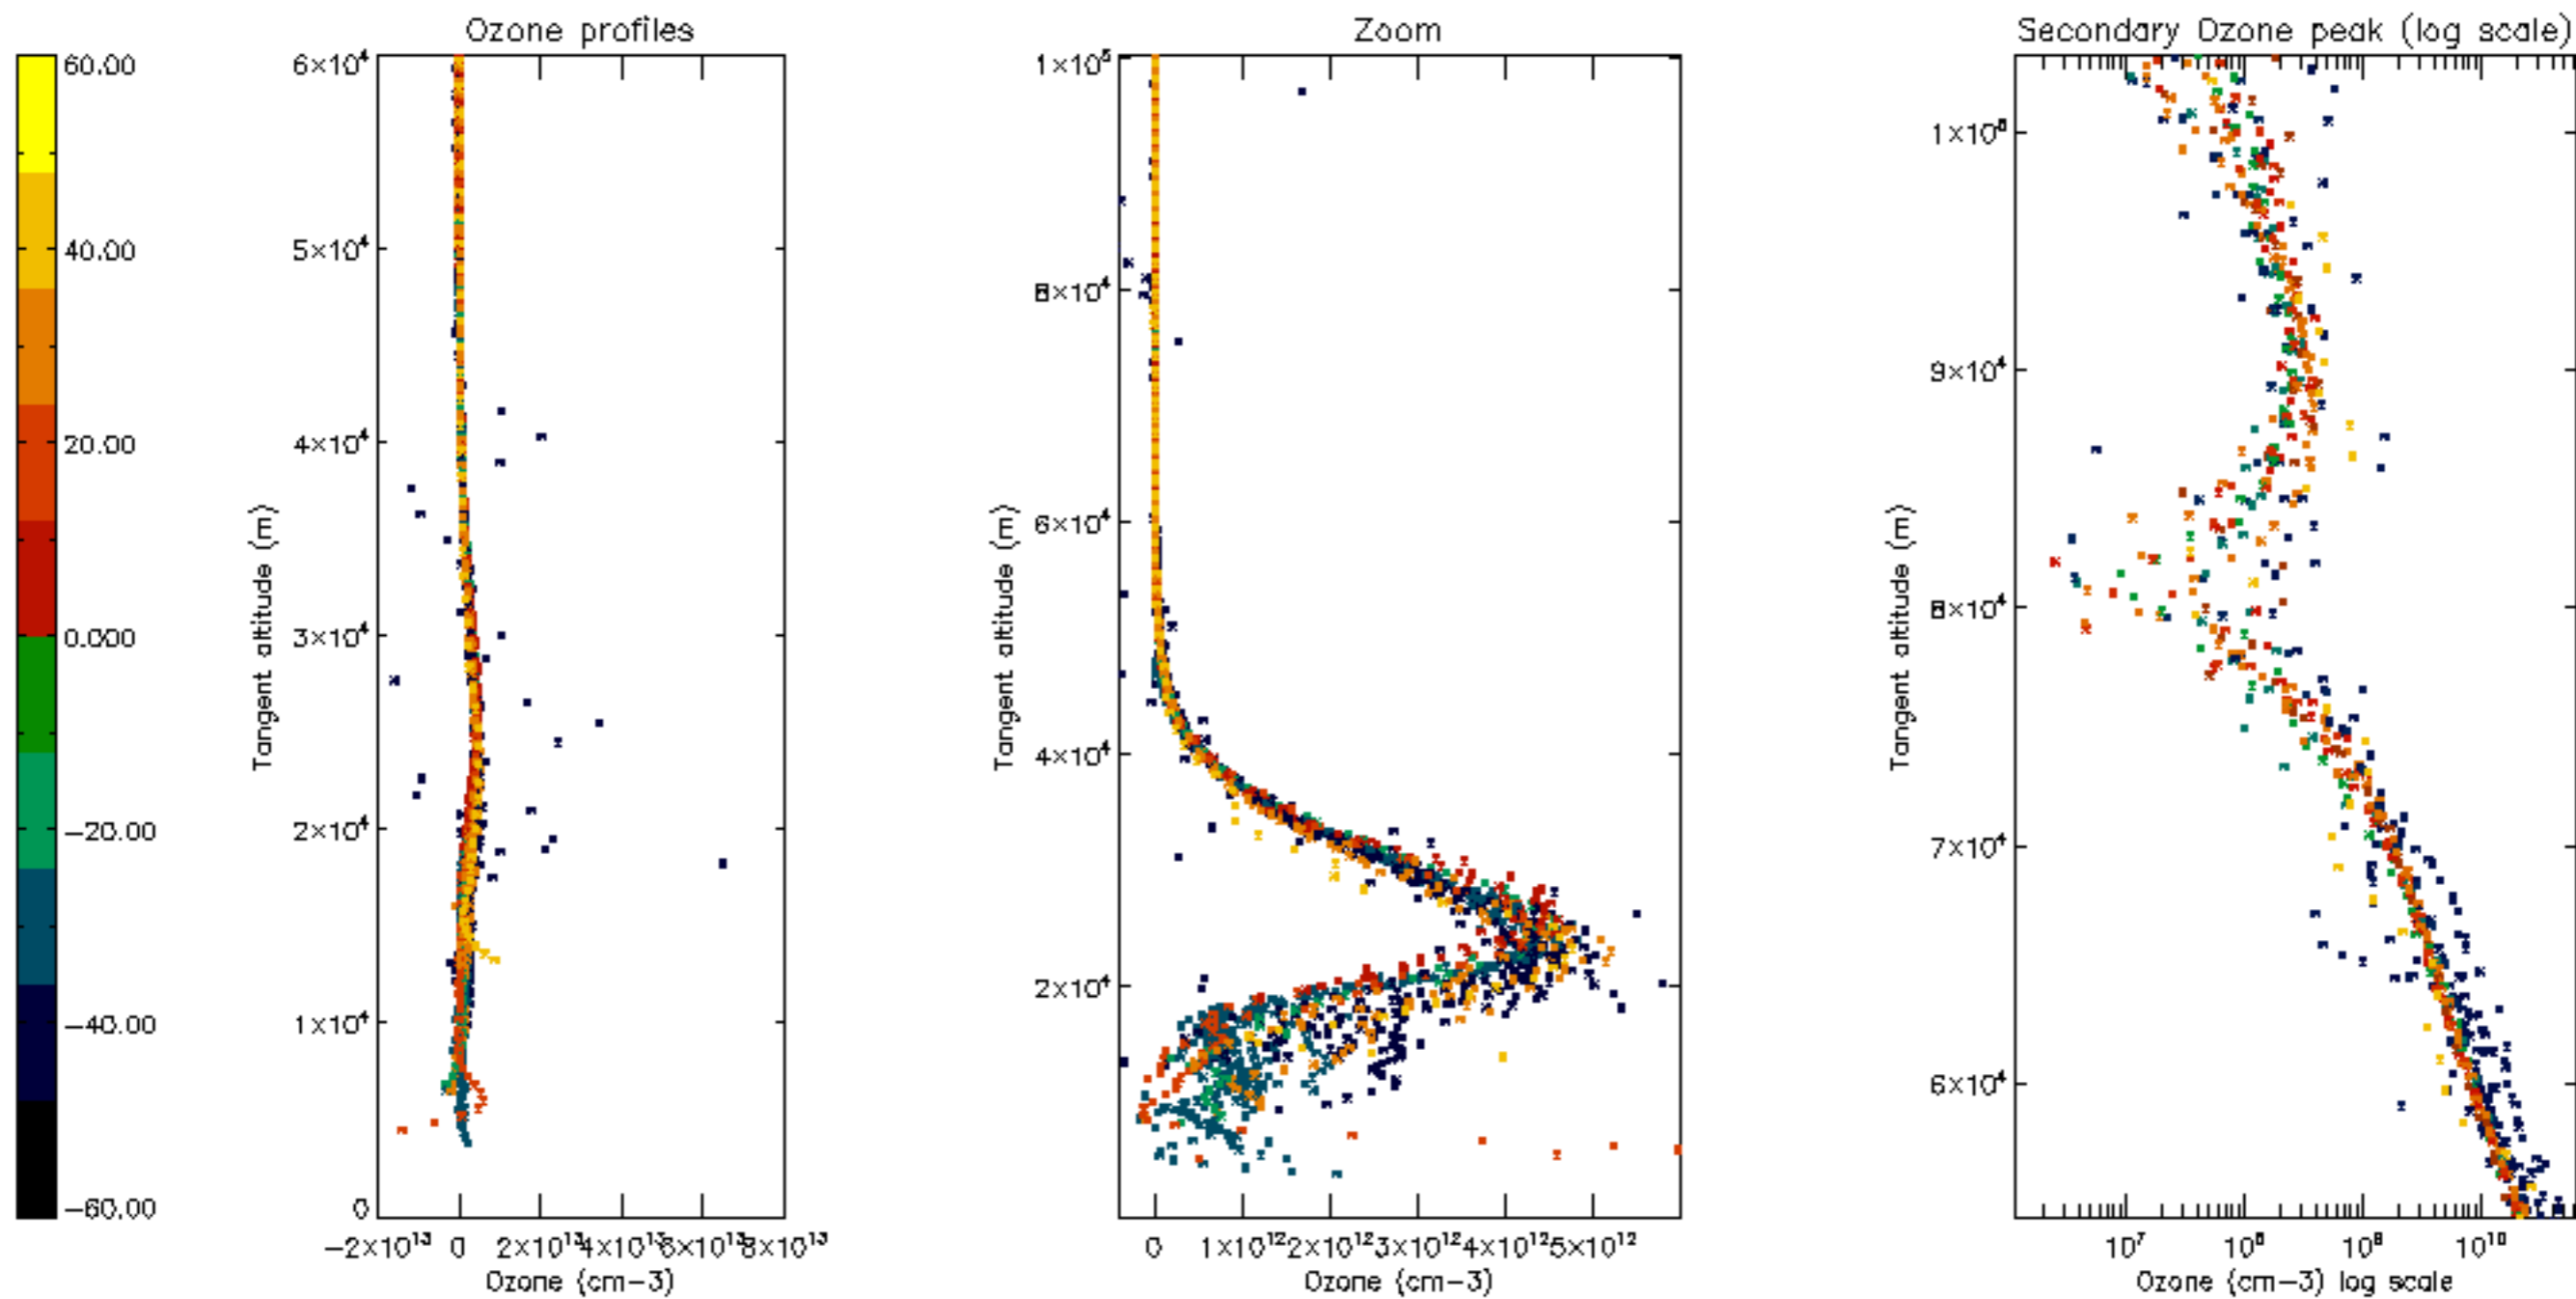 Ozone profiles
Zoom
Secondary Ozone peak (log scale)
60.00
40.00
20.00
0.000
−20.00
−40.00
−60.00
6×10⁴
5×10⁴
4×10⁴
3×10⁴
2×10⁴
1×10⁴
0
Tangent altitude (m)
−2×10¹³ 0 2×10¹³ 4×10¹³ 6×10¹³ 8×10¹³
Ozone (cm−3)
1×10⁵
8×10⁴
6×10⁴
4×10⁴
2×10⁴
Tangent altitude (m)
0 1×10¹² 2×10¹² 3×10¹² 4×10¹² 5×10¹²
Ozone (cm−3)
1×10⁵
9×10⁴
8×10⁴
7×10⁴
6×10⁴
Tangent altitude (m)
10⁷ 10⁸ 10⁹ 10¹⁰
Ozone (cm−3) log scale